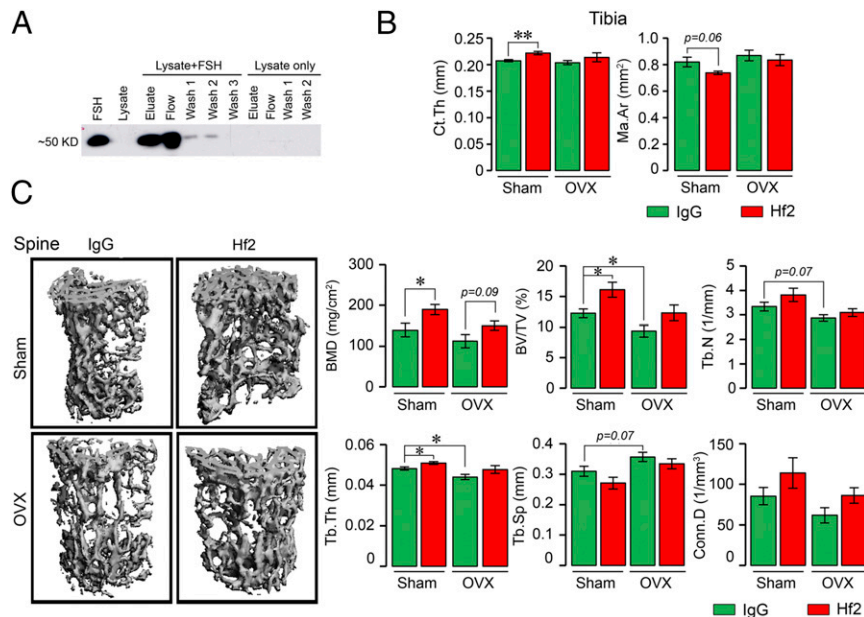 A
Lysate+FSH
Lysate only
FSH
Lysate
Eluate
Flow
Wash 1
Wash 2
Wash 3
Eluate
Flow
Wash 1
Wash 2
~50 KD
B
Tibia
Ct.Th (mm)
0.25
0.20
0.15
0.10
0.05
0.00
**
Sham
OVX
Ma.Ar (mm²)
1.0
0.8
0.6
0.4
0.2
0
p=0.06
Sham
OVX
IgG
Hf2
C
Spine
IgG
Hf2
Sham
OVX
BMD (mg/cm²)
300
200
100
0
*
p=0.09
Sham
OVX
BV/TV (%)
20
15
10
5
0
*
*
Sham
OVX
Tb.N (1/mm)
5
4
3
2
1
0
p=0.07
Sham
OVX
Tb.Th (mm)
0.06
0.04
0.02
0
*
*
Sham
OVX
Tb.Sp (mm)
0.5
0.4
0.3
0.2
0.1
0
p=0.07
Sham
OVX
Conn.D (1/mm³)
150
100
50
0
Sham
OVX
IgG
Hf2